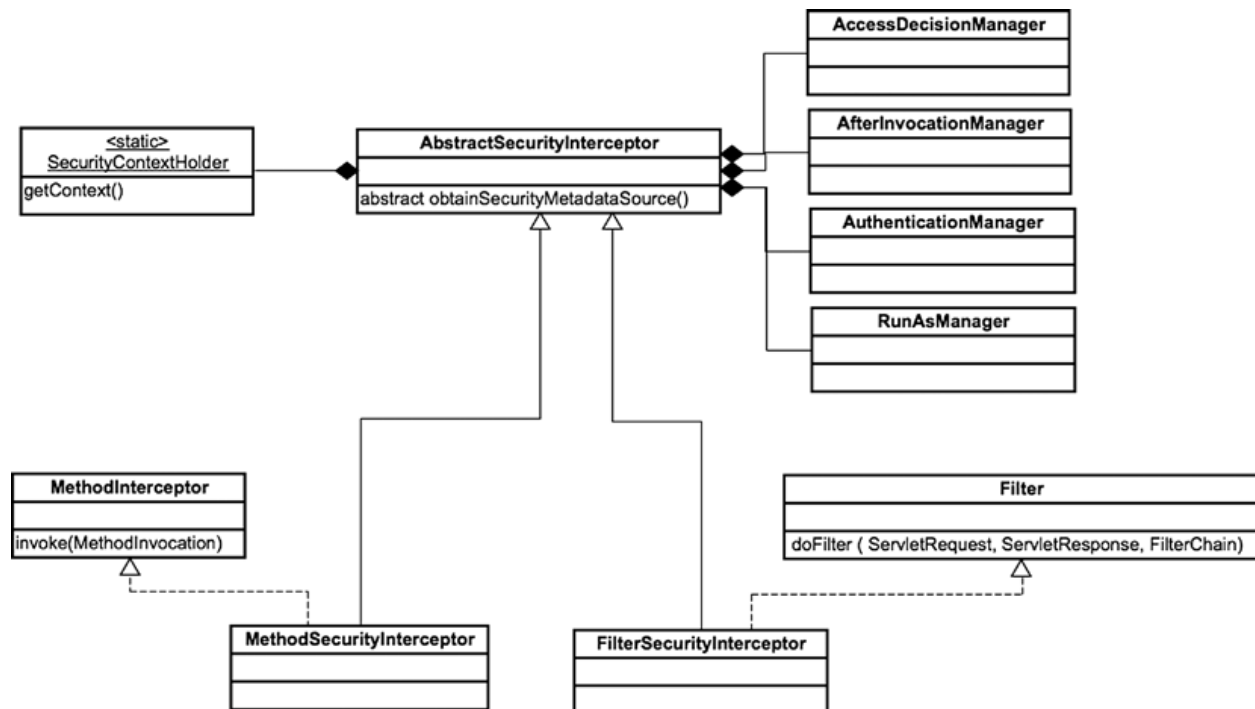 AccessDecisionManager
<static>
SecurityContextHolder
getContext()
AbstractSecurityInterceptor
abstract obtainSecurityMetadataSource()
AfterInvocationManager
AuthenticationManager
RunAsManager
MethodInterceptor
invoke(MethodInvocation)
Filter
doFilter ( ServletRequest, ServletResponse, FilterChain)
MethodSecurityInterceptor
FilterSecurityInterceptor